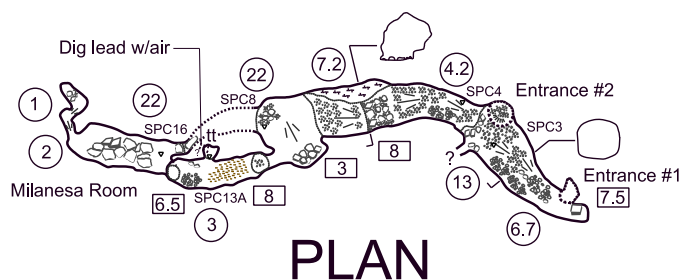 Dig lead w/air
7.2
22
22
4.2
1
SPC8
SPC4
Entrance #2
SPC16
SPC3
2
tt
?
Milanesa Room
3
8
?
Entrance #1
6.5
SPC13A
8
13
7.5
3
6.7
PLAN